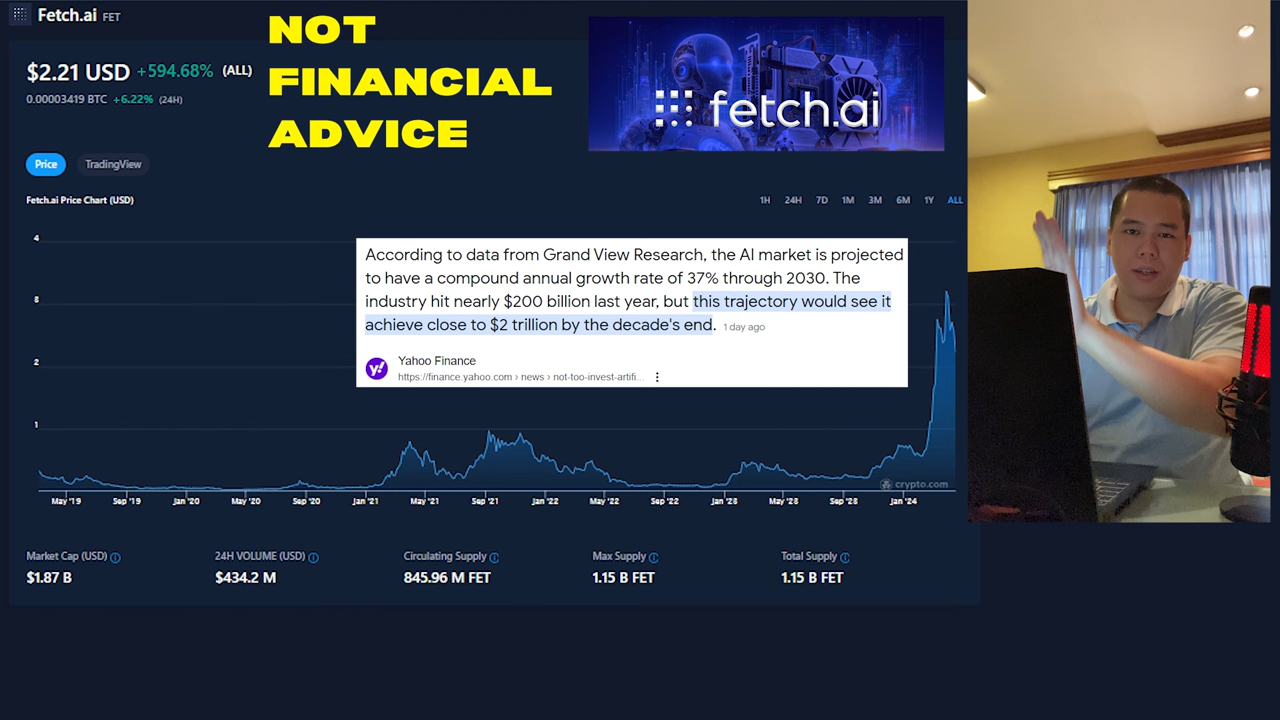 Fetch.ai FET
$2.21 USD +594.68% (ALL)
0.00003419 BTC +6.22% (24H)
NOT
FINANCIAL
ADVICE
fetch.ai
Price TradingView
Fetch.ai Price Chart (USD)
1H 24H 7D 1M 3M 6M 1Y ALL
4
3
2
1
According to data from Grand View Research, the AI market is projected
to have a compound annual growth rate of 37% through 2030. The
industry hit nearly $200 billion last year, but this trajectory would see it
achieve close to $2 trillion by the decade's end. 1 day ago
Yahoo Finance
https://finance.yahoo.com › news › not-too-invest-artifi...
crypto.com
May '19 Sep '19 Jan '20 May '20 Sep '20 Jan '21 May '21 Sep '21 Jan '22 May '22 Sep '22 Jan '23 May '23 Sep '23 Jan '24
Market Cap (USD) 24H VOLUME (USD) Circulating Supply Max Supply Total Supply
$1.87 B $434.2 M 845.96 M FET 1.15 B FET 1.15 B FET